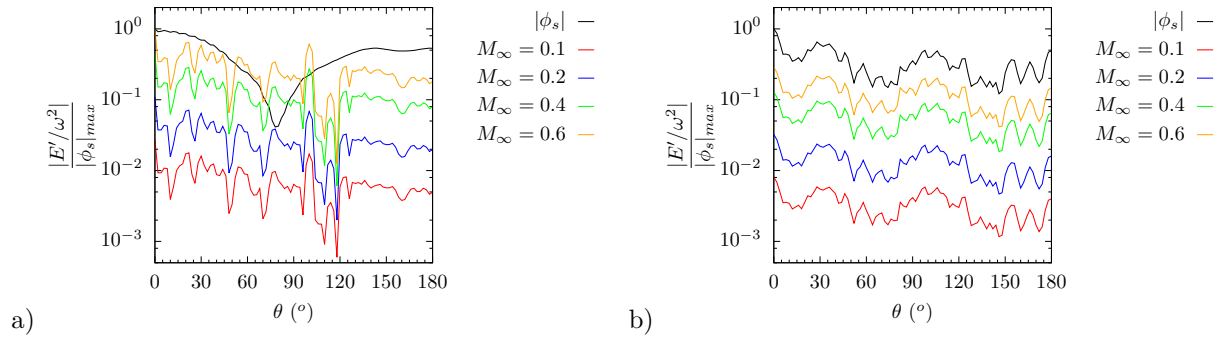 |E′/ω²|
|ϕₛ|ₘₐₓ
10⁰
10⁻¹
10⁻²
10⁻³
0 30 60 90 120 150 180
θ (ᵒ)
|ϕₛ|
M∞ = 0.1
M∞ = 0.2
M∞ = 0.4
M∞ = 0.6
a)
|E′/ω²|
|ϕₛ|ₘₐₓ
10⁰
10⁻¹
10⁻²
10⁻³
0 30 60 90 120 150 180
θ (ᵒ)
|ϕₛ|
M∞ = 0.1
M∞ = 0.2
M∞ = 0.4
M∞ = 0.6
b)